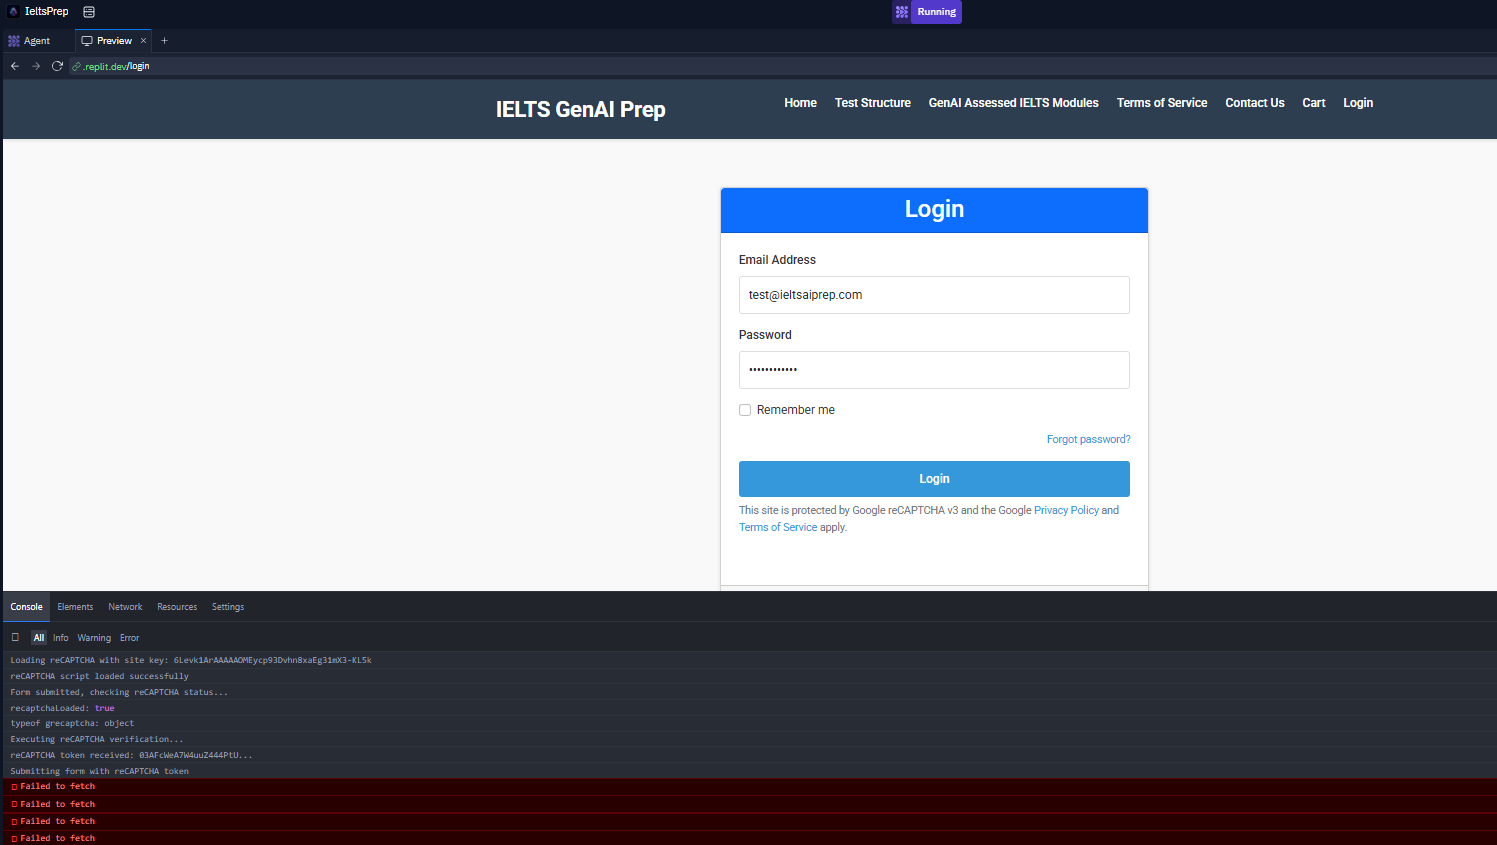 IeltsPrep
Running
Agent
Preview
.replit.dev/login
IELTS GenAI Prep
Home Test Structure GenAI Assessed IELTS Modules Terms of Service Contact Us Cart Login
Login
Email Address
test@ieltsaiprep.com
Password
••••••••••••
Remember me
Forgot password?
Login
This site is protected by Google reCAPTCHA v3 and the Google Privacy Policy and
Terms of Service apply.
Console Elements Network Resources Settings
All Info Warning Error
Loading reCAPTCHA with site key: 6Levk1ArAAAAAOMEycp93Dvhn8xaEg31mX3-KL5k
reCAPTCHA script loaded successfully
Form submitted, checking reCAPTCHA status...
recaptchaLoaded: true
typeof grecaptcha: object
Executing reCAPTCHA verification...
reCAPTCHA token received: 03AFcWeA7W4uuZ444PtU...
Submitting form with reCAPTCHA token
Failed to fetch
Failed to fetch
Failed to fetch
Failed to fetch